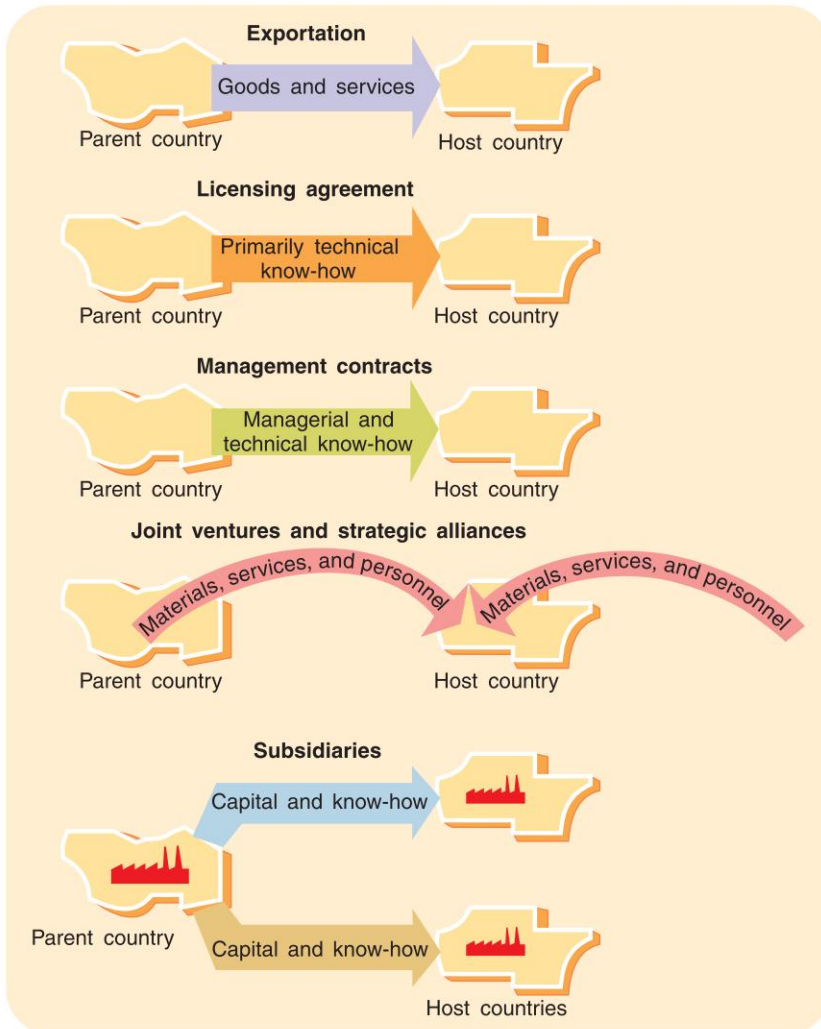 Exportation
Goods and services
Parent country
Host country
Licensing agreement
Primarily technical
know-how
Parent country
Host country
Management contracts
Managerial and
technical know-how
Parent country
Host country
Joint ventures and strategic alliances
Materials, services, and personnel
Materials, services, and personnel
Parent country
Host country
Subsidiaries
Capital and know-how
Parent country
Capital and know-how
Host countries